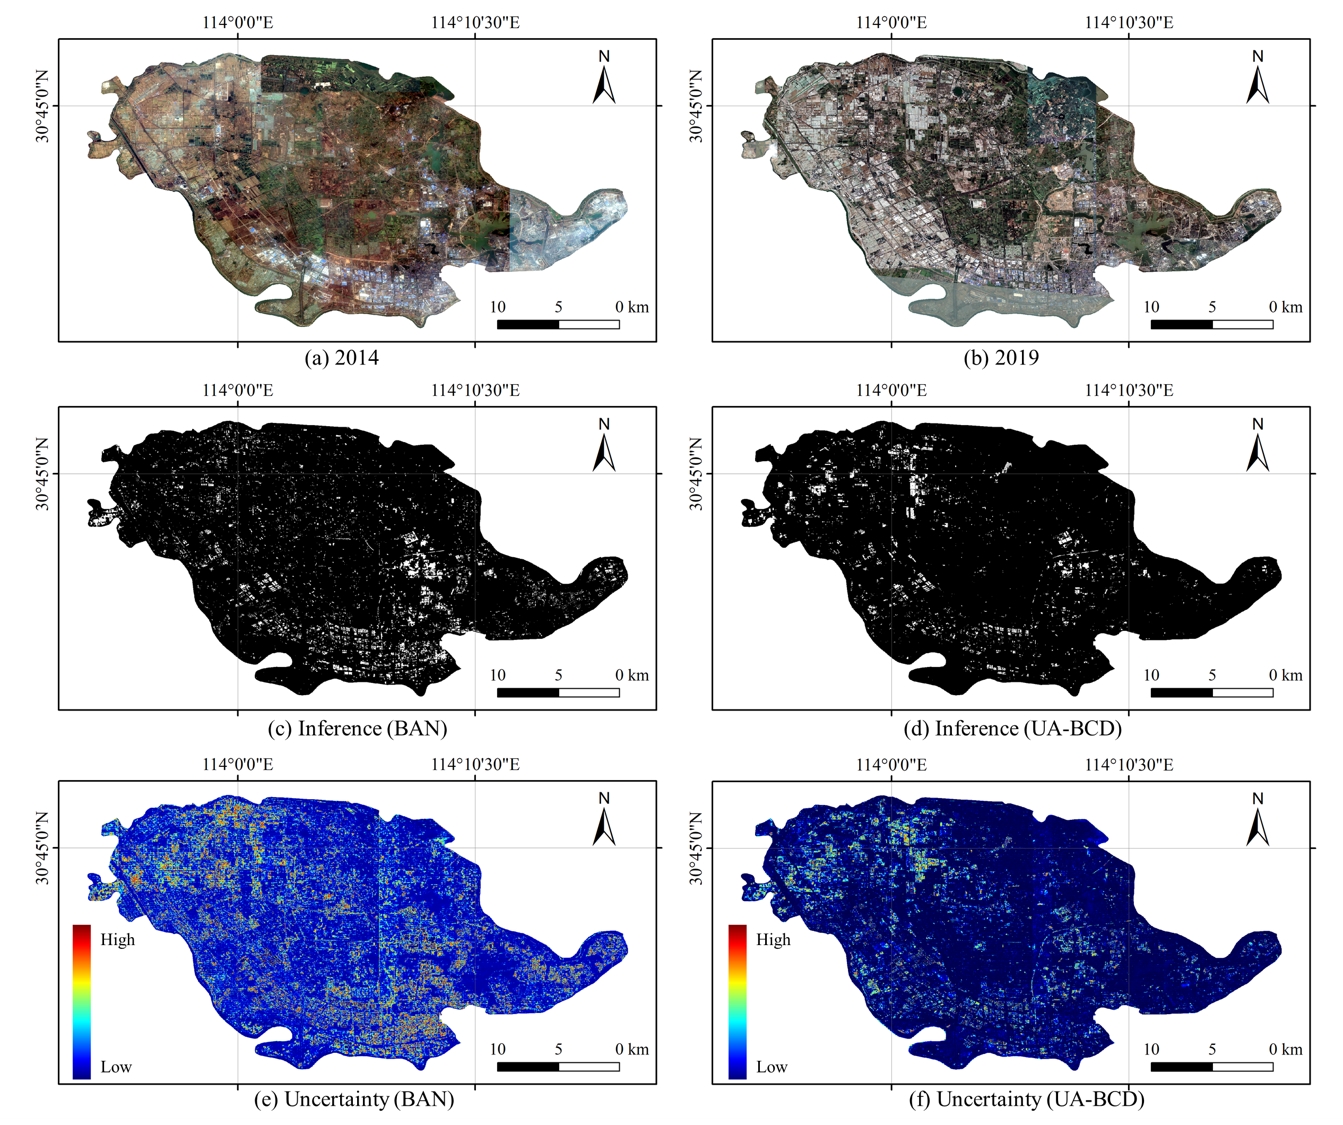 114°0'0"E 114°10'30"E 114°0'0"E 114°10'30"E
30°45'0"N N 30°45'0"N N
10 5 0 km 10 5 0 km
(a) 2014 (b) 2019
114°0'0"E 114°10'30"E 114°0'0"E 114°10'30"E
30°45'0"N N 30°45'0"N N
10 5 0 km 10 5 0 km
(c) Inference (BAN) (d) Inference (UA-BCD)
114°0'0"E 114°10'30"E 114°0'0"E 114°10'30"E
30°45'0"N N 30°45'0"N N
High High
Low 10 5 0 km Low 10 5 0 km
(e) Uncertainty (BAN) (f) Uncertainty (UA-BCD)